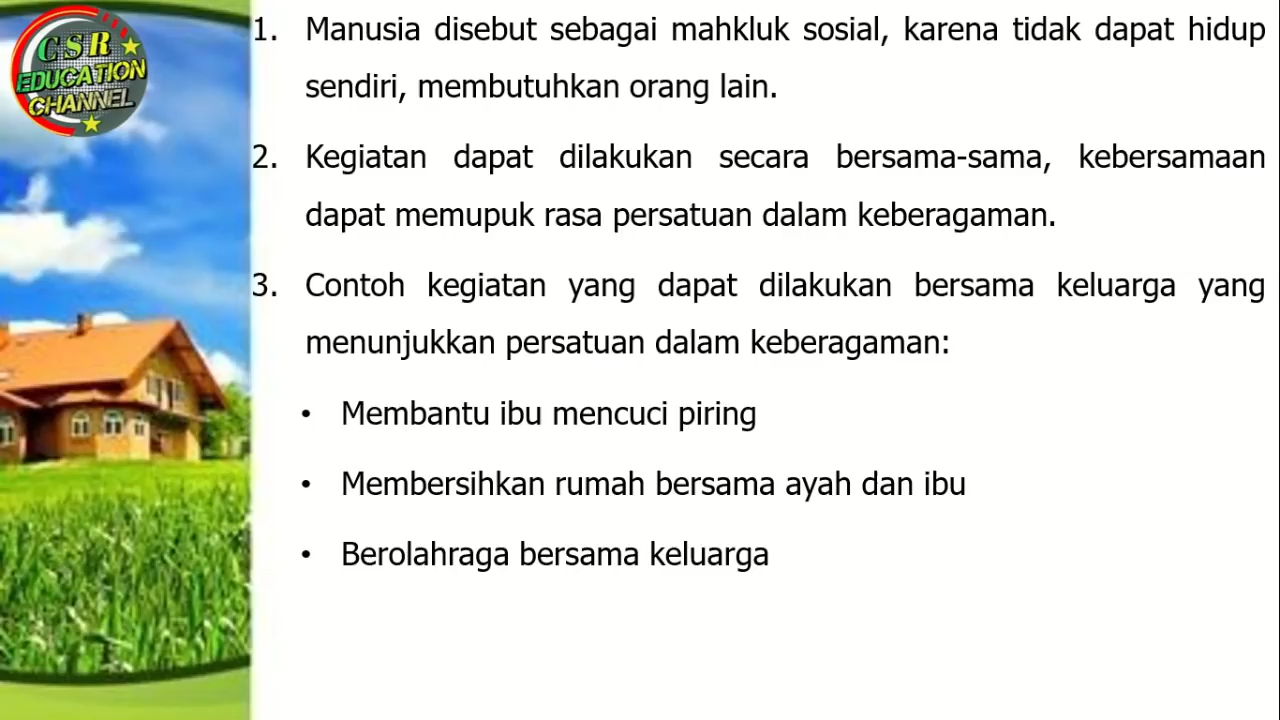 CSR
EDUCATION
CHANNEL
1. Manusia disebut sebagai mahkluk sosial, karena tidak dapat hidup
sendiri, membutuhkan orang lain.
2. Kegiatan dapat dilakukan secara bersama-sama, kebersamaan
dapat memupuk rasa persatuan dalam keberagaman.
3. Contoh kegiatan yang dapat dilakukan bersama keluarga yang
menunjukkan persatuan dalam keberagaman:
• Membantu ibu mencuci piring
• Membersihkan rumah bersama ayah dan ibu
• Berolahraga bersama keluarga